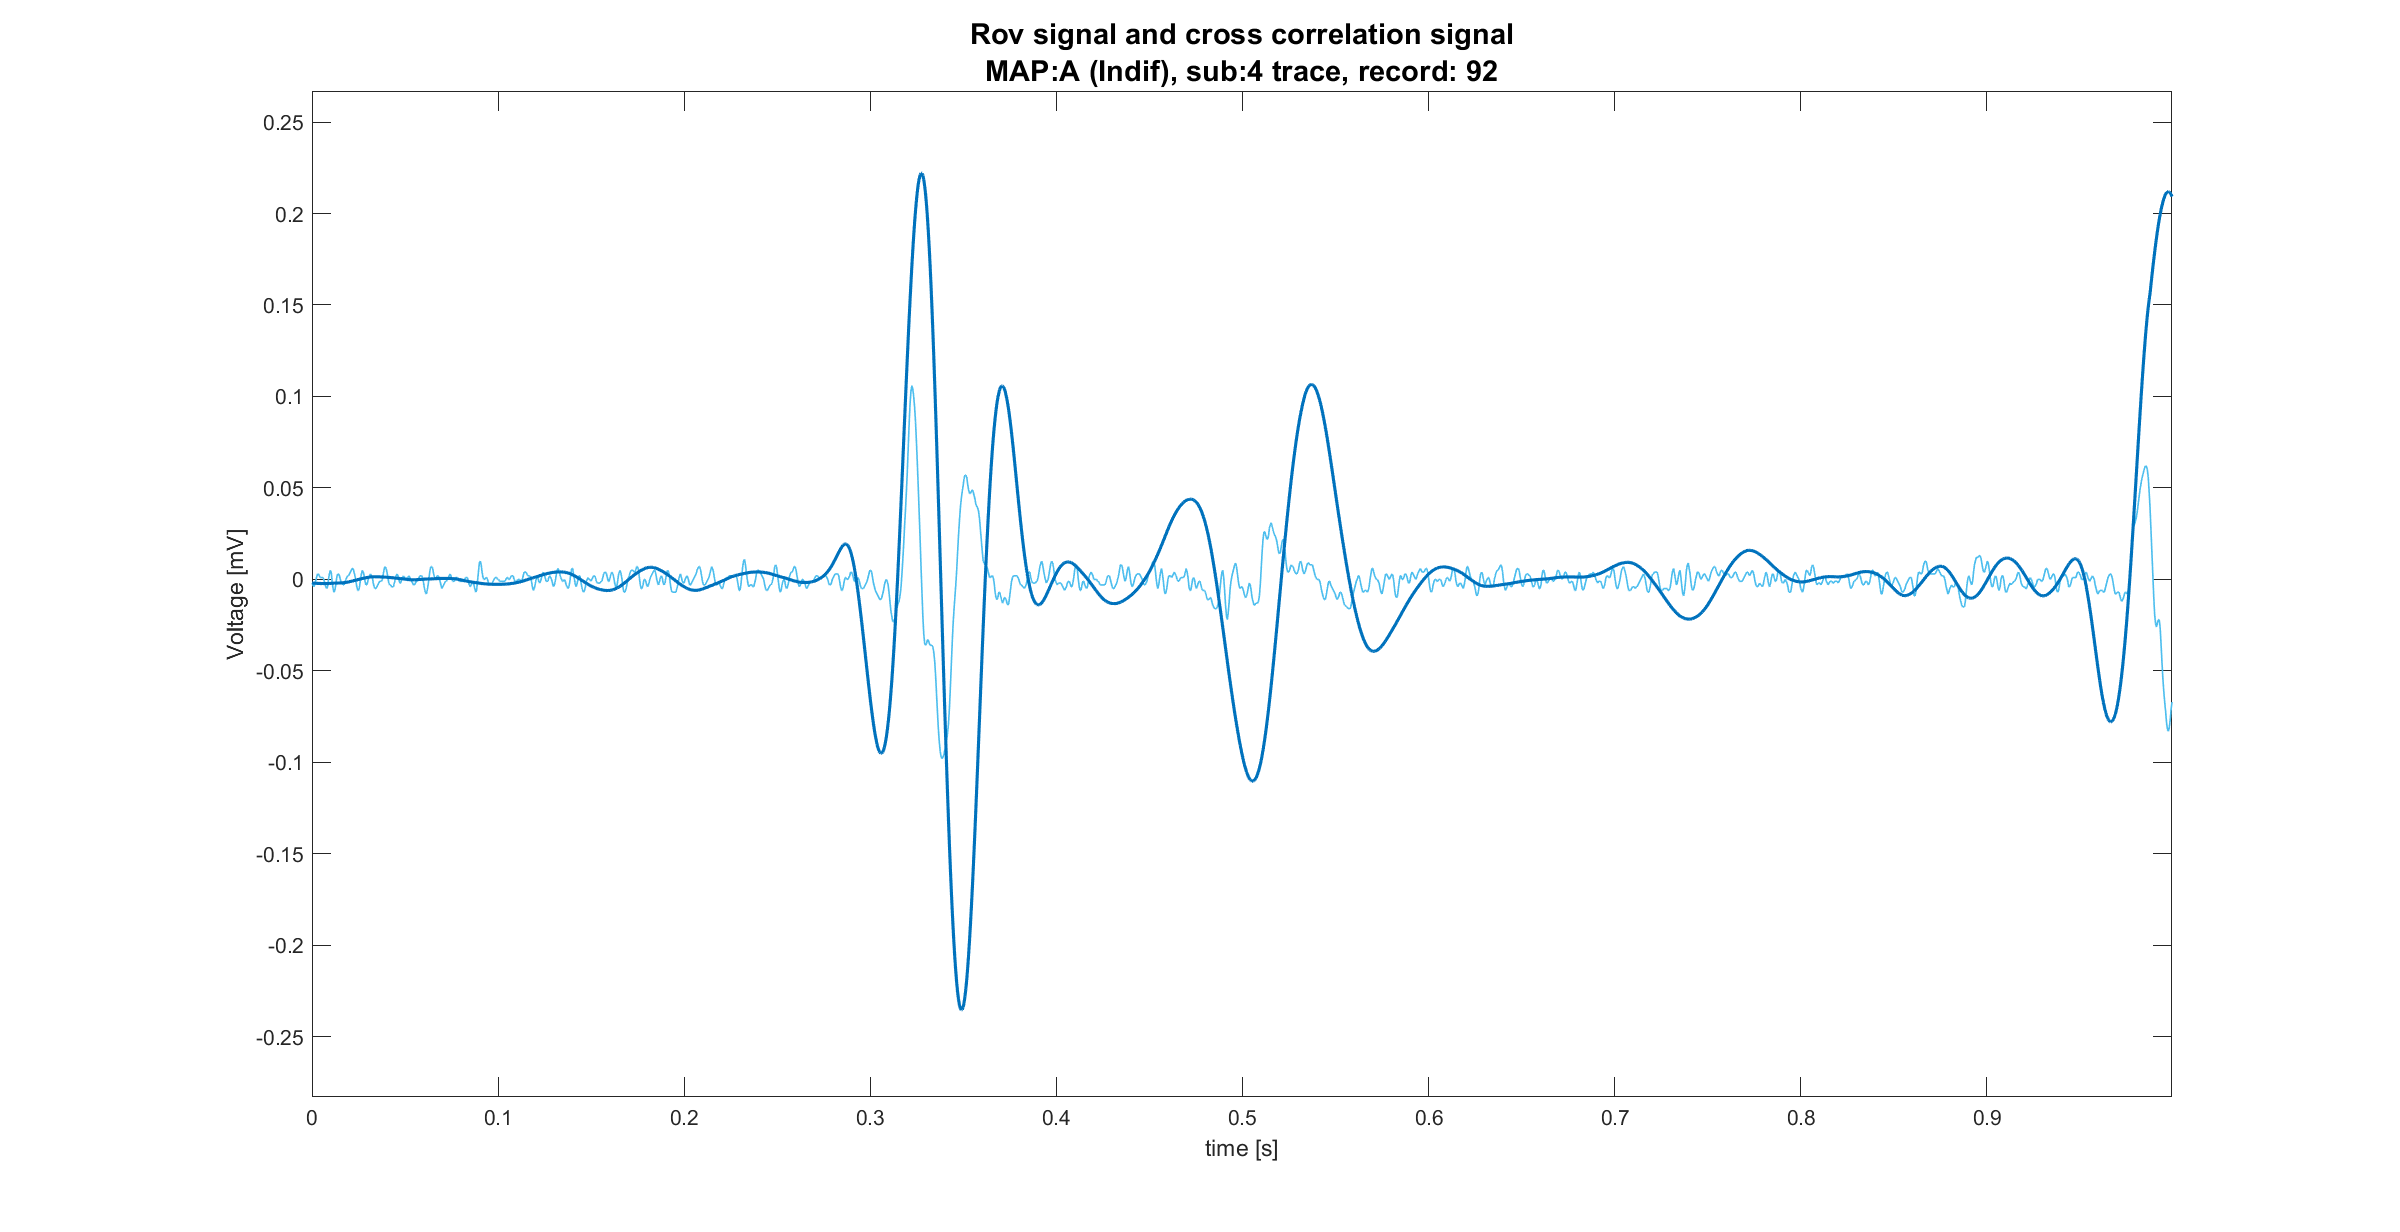 Rov signal and cross correlation signal
MAP:A (Indif), sub:4 trace, record: 92
0.25
0.2
0.15
0.1
0.05
0
-0.05
-0.1
-0.15
-0.2
-0.25
Voltage [mV]
0 0.1 0.2 0.3 0.4 0.5 0.6 0.7 0.8 0.9
time [s]